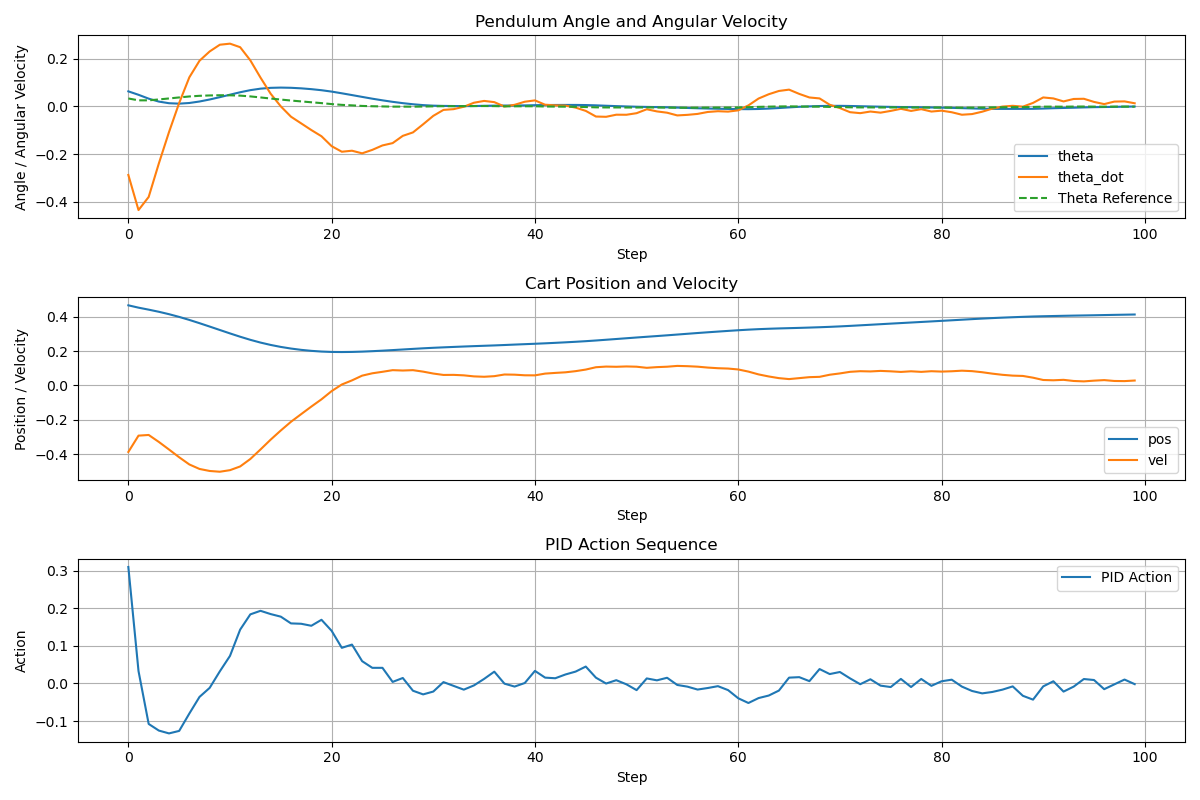 Pendulum Angle and Angular Velocity
Angle / Angular Velocity
0.2
0.0
−0.2
−0.4
theta
theta_dot
Theta Reference
0 20 40 60 80 100
Step
Cart Position and Velocity
Position / Velocity
0.4
0.2
0.0
−0.2
−0.4
pos
vel
0 20 40 60 80 100
Step
PID Action Sequence
Action
0.3
0.2
0.1
0.0
−0.1
PID Action
0 20 40 60 80 100
Step